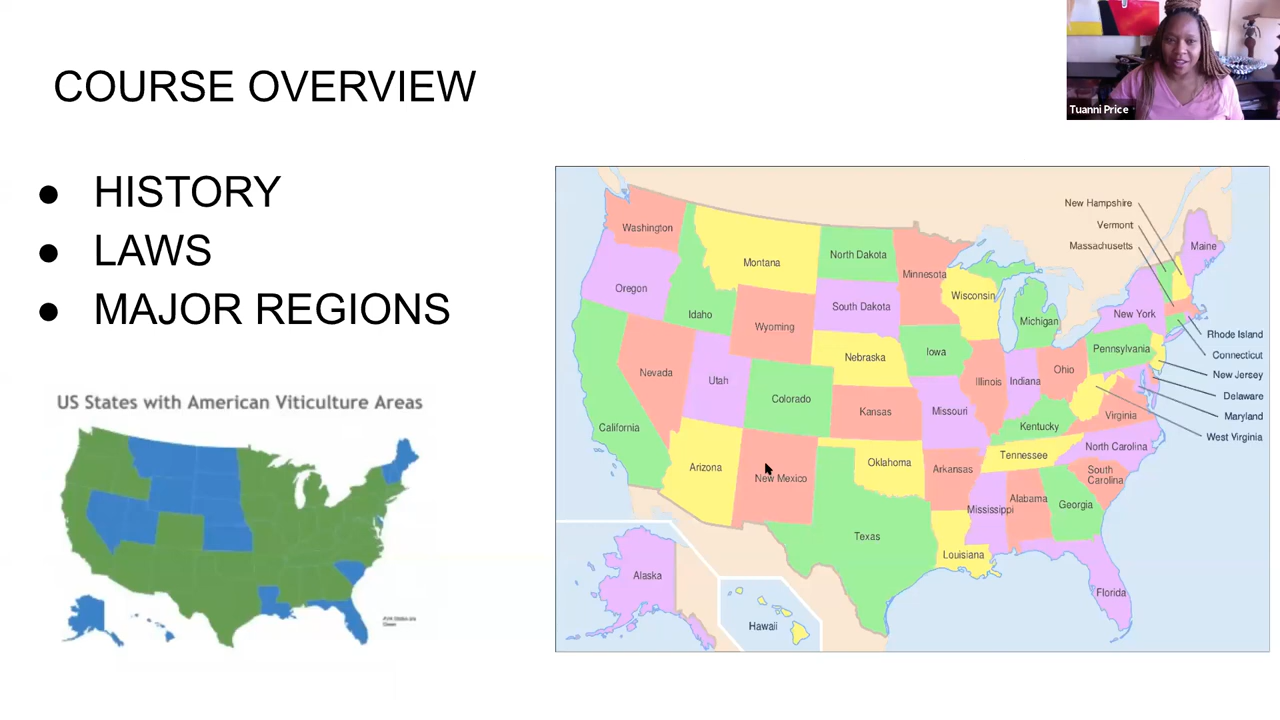 COURSE OVERVIEW
Tuanni Price
● HISTORY
● LAWS
● MAJOR REGIONS
US States with American Viticulture Areas
New Hampshire
Vermont
Massachusetts
Washington
Maine
Montana
North Dakota
Minnesota
Oregon
Wisconsin
South Dakota
Idaho
New York
Michigan
Wyoming
Rhode Island
Pennsylvania
Iowa
Connecticut
Nebraska
Ohio
Nevada
New Jersey
Utah
Illinois
Indiana
Delaware
Colorado
Kansas
Missouri
Virginia
Maryland
California
Kentucky
West Virginia
North Carolina
Tennessee
Oklahoma
Arizona
Arkansas
South
Carolina
New Mexico
Alabama
Georgia
Mississippi
Texas
Louisiana
Alaska
Florida
Hawaii